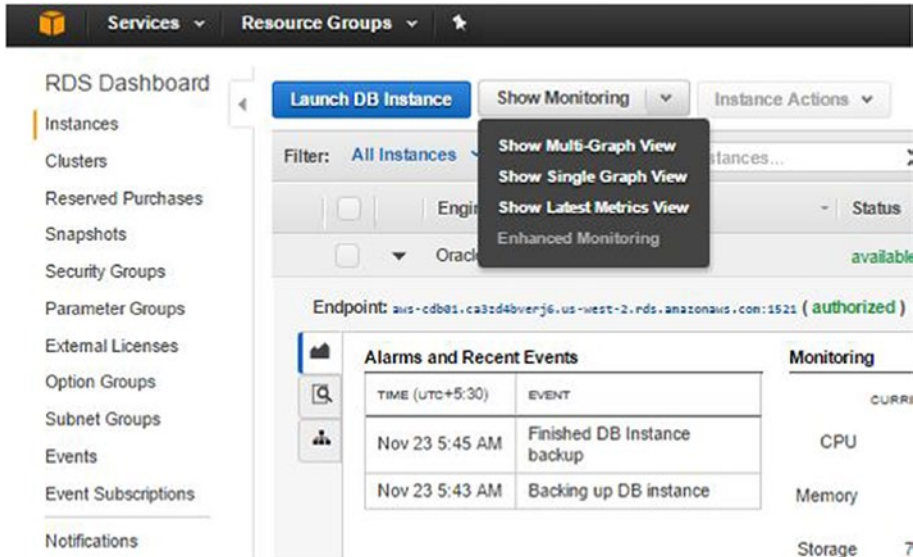 Services Resource Groups
RDS Dashboard
Instances
Clusters
Reserved Purchases
Snapshots
Security Groups
Parameter Groups
External Licenses
Option Groups
Subnet Groups
Events
Event Subscriptions
Notifications
Launch DB Instance Show Monitoring Instance Actions
Show Multi-Graph View
Show Single Graph View
Show Latest Metrics View
Enhanced Monitoring
Filter: All Instances
Status
available
Endpoint: aws-cdb01.ca3zd4bverj6.us-west-2.rds.amazonaws.com:1521 ( authorized )
Alarms and Recent Events
TIME (UTC+5:30) EVENT
Nov 23 5:45 AM Finished DB Instance
backup
Nov 23 5:43 AM Backing up DB instance
Monitoring
CPU
Memory
Storage